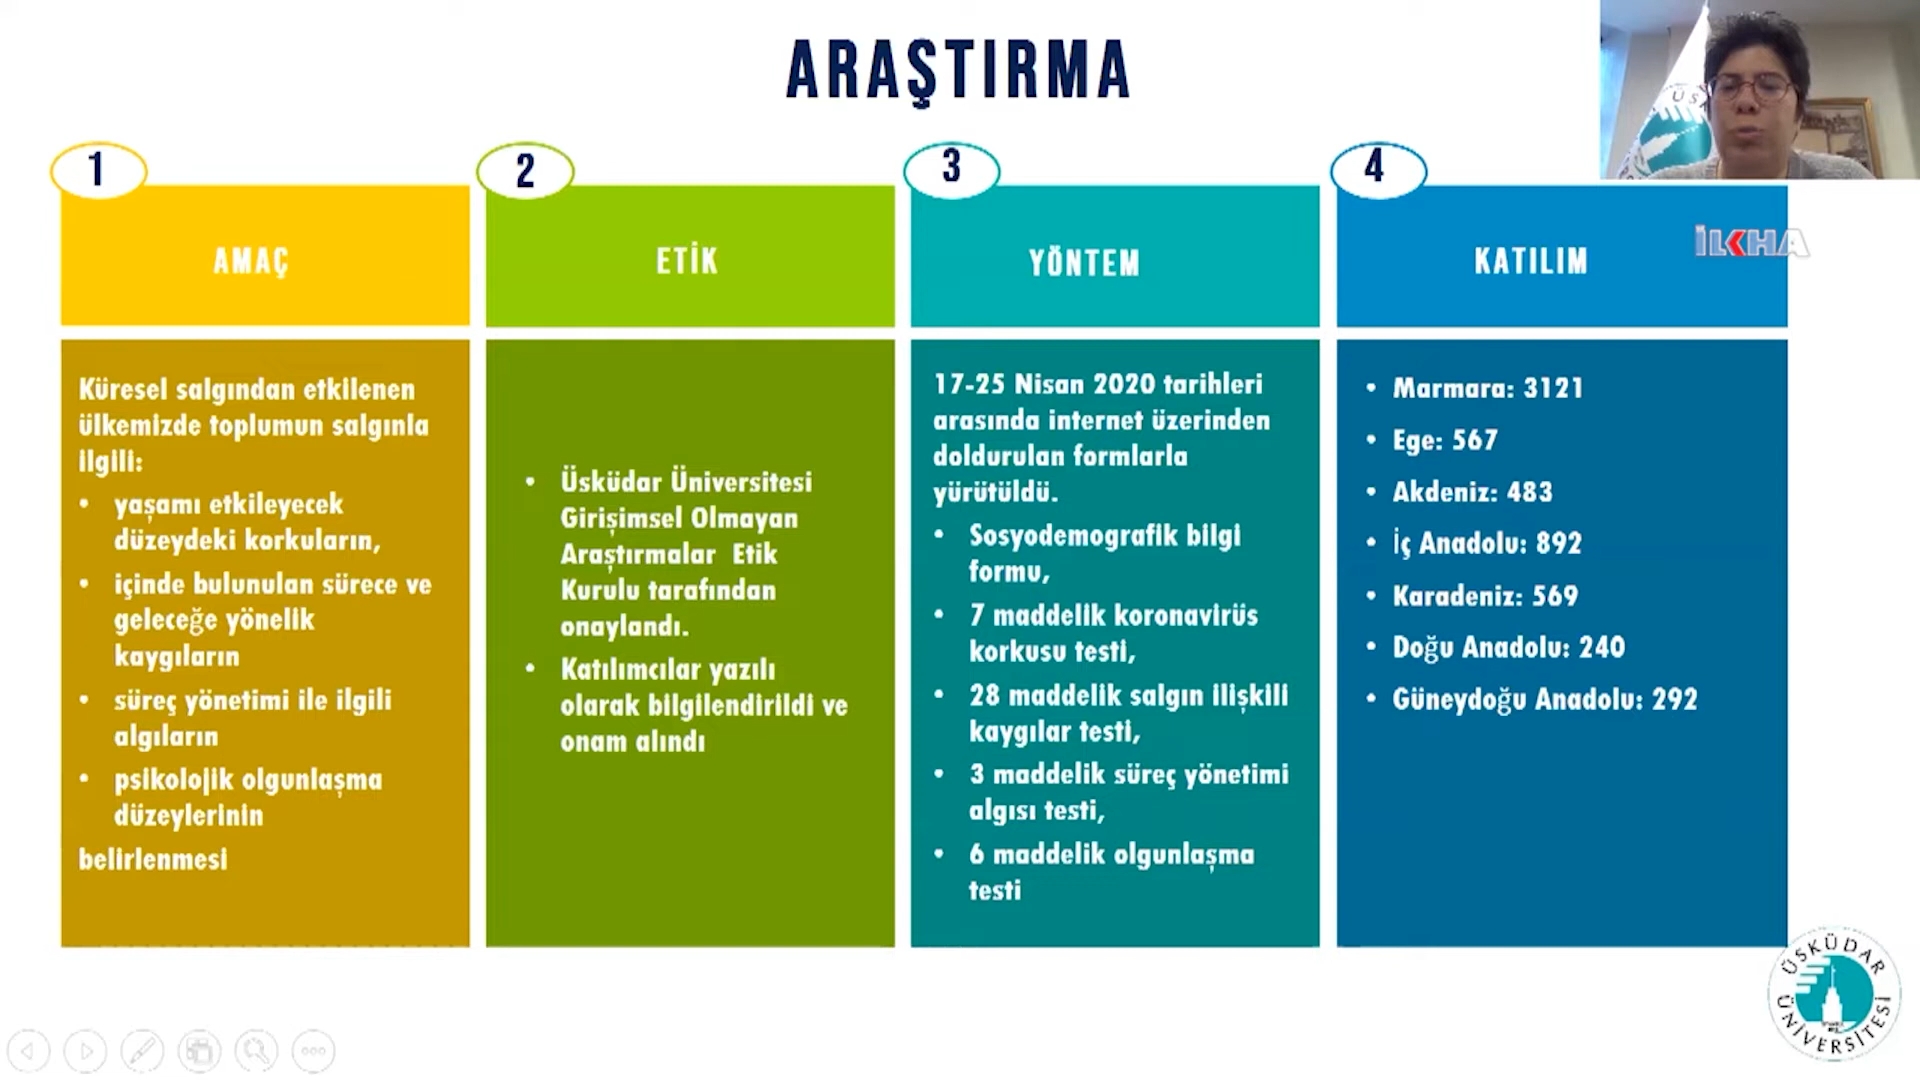 ARAŞTIRMA
1
AMAÇ
Küresel salgından etkilenen
ülkemizde toplumun salgınla
ilgili:
• yaşamı etkileyecek
düzeydeki korkuların,
• içinde bulunulan sürece ve
geleceğe yönelik
kaygıların
• süreç yönetimi ile ilgili
algıların
• psikolojik olgunlaşma
düzeylerinin
belirlenmesi
2
ETİK
• Üsküdar Üniversitesi
Girişimsel Olmayan
Araştırmalar Etik
Kurulu tarafından
onaylandı.
• Katılımcılar yazılı
olarak bilgilendirildi ve
onam alındı
3
YÖNTEM
17-25 Nisan 2020 tarihleri
arasında internet üzerinden
doldurulan formlarla
yürütüldü.
• Sosyodemografik bilgi
formu,
• 7 maddelik koronavirüs
korkusu testi,
• 28 maddelik salgın ilişkili
kaygılar testi,
• 3 maddelik süreç yönetimi
algısı testi,
• 6 maddelik olgunlaşma
testi
4
KATILIM
• Marmara: 3121
• Ege: 567
• Akdeniz: 483
• İç Anadolu: 892
• Karadeniz: 569
• Doğu Anadolu: 240
• Güneydoğu Anadolu: 292
İLKHA
ÜSKÜDAR
ÜNİVERSİTESİ